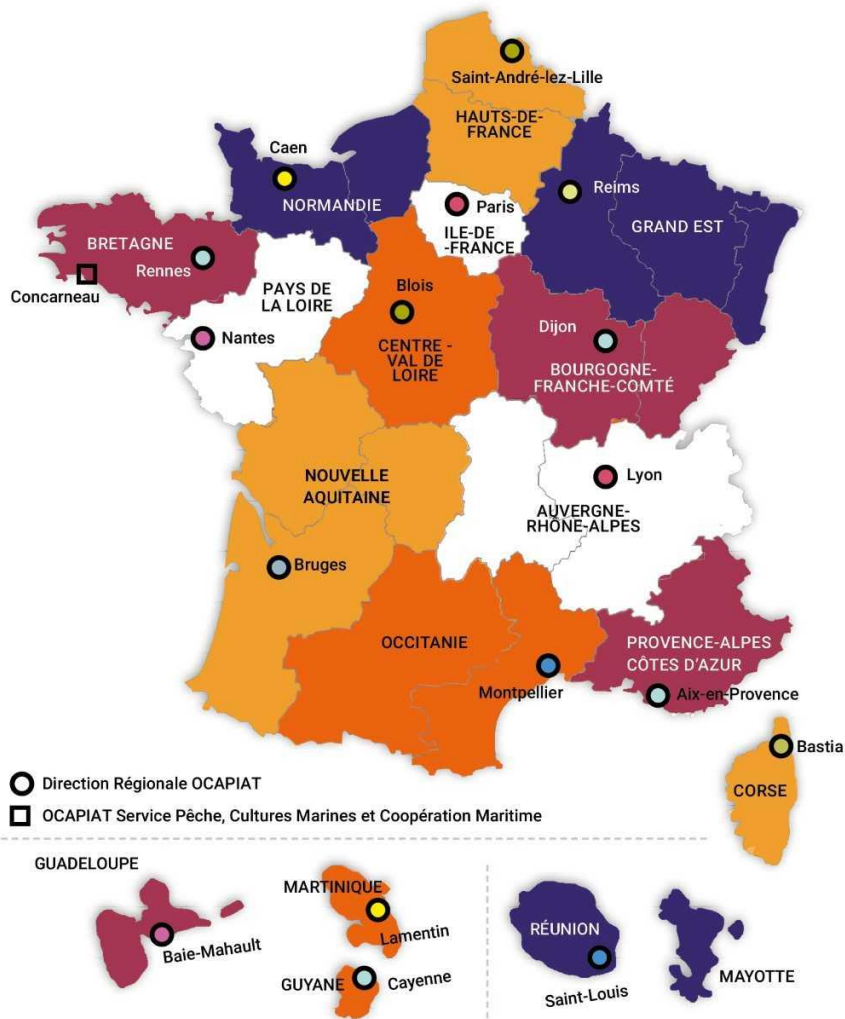 Saint-André-lez-Lille
HAUTS-DE-
FRANCE
Caen
NORMANDIE
Paris
ILE-DE
-FRANCE
Reims
GRAND EST
BRETAGNE
Rennes
Concarneau
PAYS DE
LA LOIRE
Nantes
Blois
CENTRE -
VAL DE
LOIRE
Dijon
BOURGOGNE-
FRANCHE-COMTÉ
NOUVELLE
AQUITAINE
Bruges
Lyon
AUVERGNE-
RHÔNE-ALPES
OCCITANIE
Montpellier
PROVENCE-ALPES
CÔTES D'AZUR
Aix-en-Provence
Bastia
CORSE
Direction Régionale OCAPIAT
OCAPIAT Service Pêche, Cultures Marines et Coopération Maritime
GUADELOUPE
Baie-Mahault
MARTINIQUE
Lamentin
GUYANE
Cayenne
RÉUNION
Saint-Louis
MAYOTTE